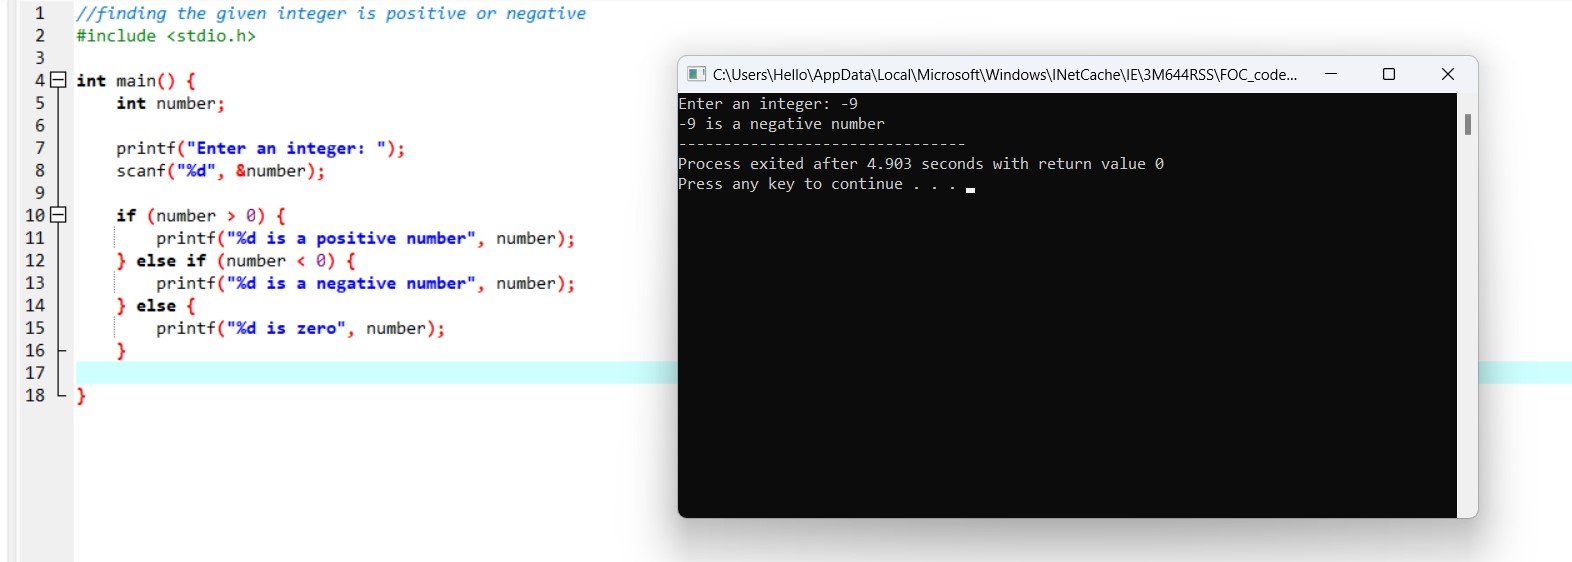 1 //finding the given integer is positive or negative
2 #include <stdio.h>
3
4 int main() {
5     int number;
6
7     printf("Enter an integer: ");
8     scanf("%d", &number);
9
10     if (number > 0) {
11         printf("%d is a positive number", number);
12     } else if (number < 0) {
13         printf("%d is a negative number", number);
14     } else {
15         printf("%d is zero", number);
16     }
17
18 }
C:\Users\Hello\AppData\Local\Microsoft\Windows\INetCache\IE\3M644RSS\FOC_code...
Enter an integer: -9
-9 is a negative number
--------------------------------
Process exited after 4.903 seconds with return value 0
Press any key to continue . . .